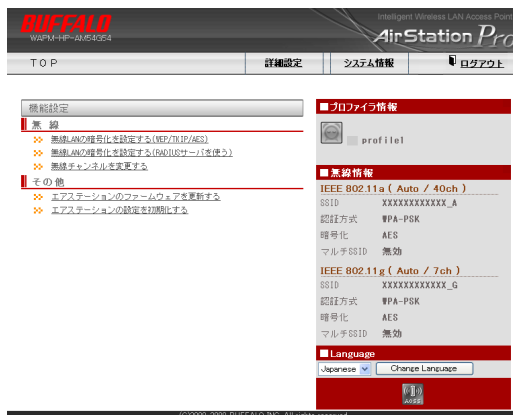 BUFFALO
WAPM-HP-AM54G54
Intelligent Wireless LAN Access Point
AirStation Pro
TOP
詳細設定
システム情報
ログアウト
機能設定
無 線
無線LANの暗号化を設定する(WEP/TKIP/AES)
無線LANの暗号化を設定する(RADIUSサーバを使う)
無線チャンネルを変更する
その他
エアステーションのファームウェアを更新する
エアステーションの設定を初期化する
■プロファイラ情報
profile1
■無線情報
IEEE 802.11a ( Auto / 40ch )
SSID XXXXXXXXXXXX_A
認証方式 WPA-PSK
暗号化 AES
マルチSSID 無効
IEEE 802.11g ( Auto / 7ch )
SSID XXXXXXXXXXXX_G
認証方式 WPA-PSK
暗号化 AES
マルチSSID 無効
■Language
Japanese Change Language
AOSS